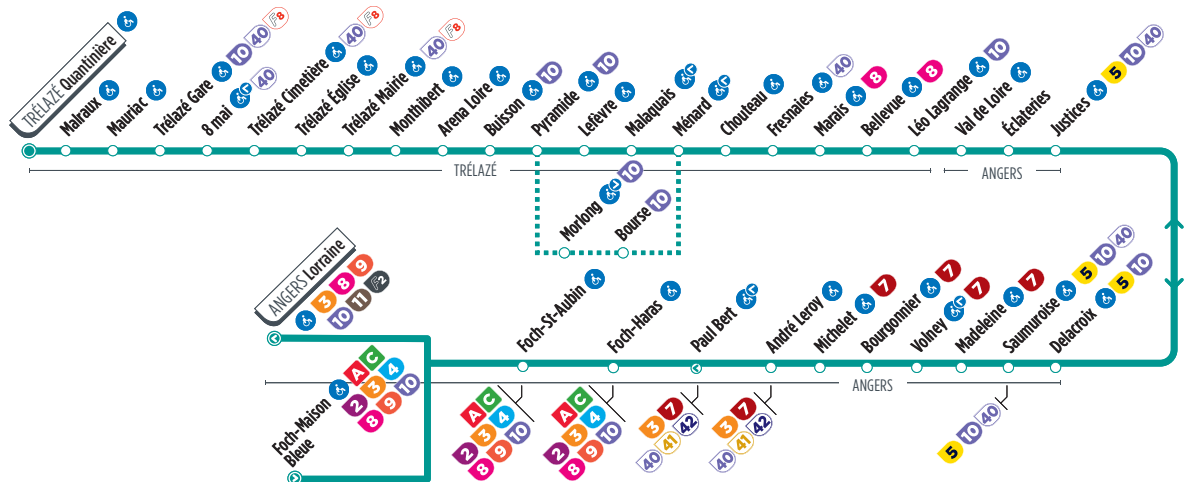 TRÉLAZÉ Quantinière
Malraux
Mauriac
Trélazé Gare 10 40 F8
8 mai 40
Trélazé Cimetière 40 F8
Trélazé Église
Trélazé Mairie 40 F8
Monthibert
Arena Loire
Buisson 10
Pyramide 10
Lefèvre
Malaquais
Ménard
Chouteau
Fresnaies 40
Marais 8
Bellevue 8
Léo Lagrange 10
Val de Loire
Éclateries
Justices 5 10 40
TRÉLAZÉ
ANGERS
Morlong 10
Bourse 10
ANGERS Lorraine
3 8 9
10 11 F2
Foch-Maison
Bleue
A C
2 3 4
8 9 10
Foch-St-Aubin
Foch-Haras
Paul Bert
André Leroy
Michelet 7
Bourgonnier 7
Volney 7
Madeleine 7
Saumuroise 5 10 40
Delacroix 5 10
ANGERS
A C
2 3 4
8 9 10
A C
2 3 4
8 9 10
3 7
40 41 42
3 7
40 41 42
5 10 40